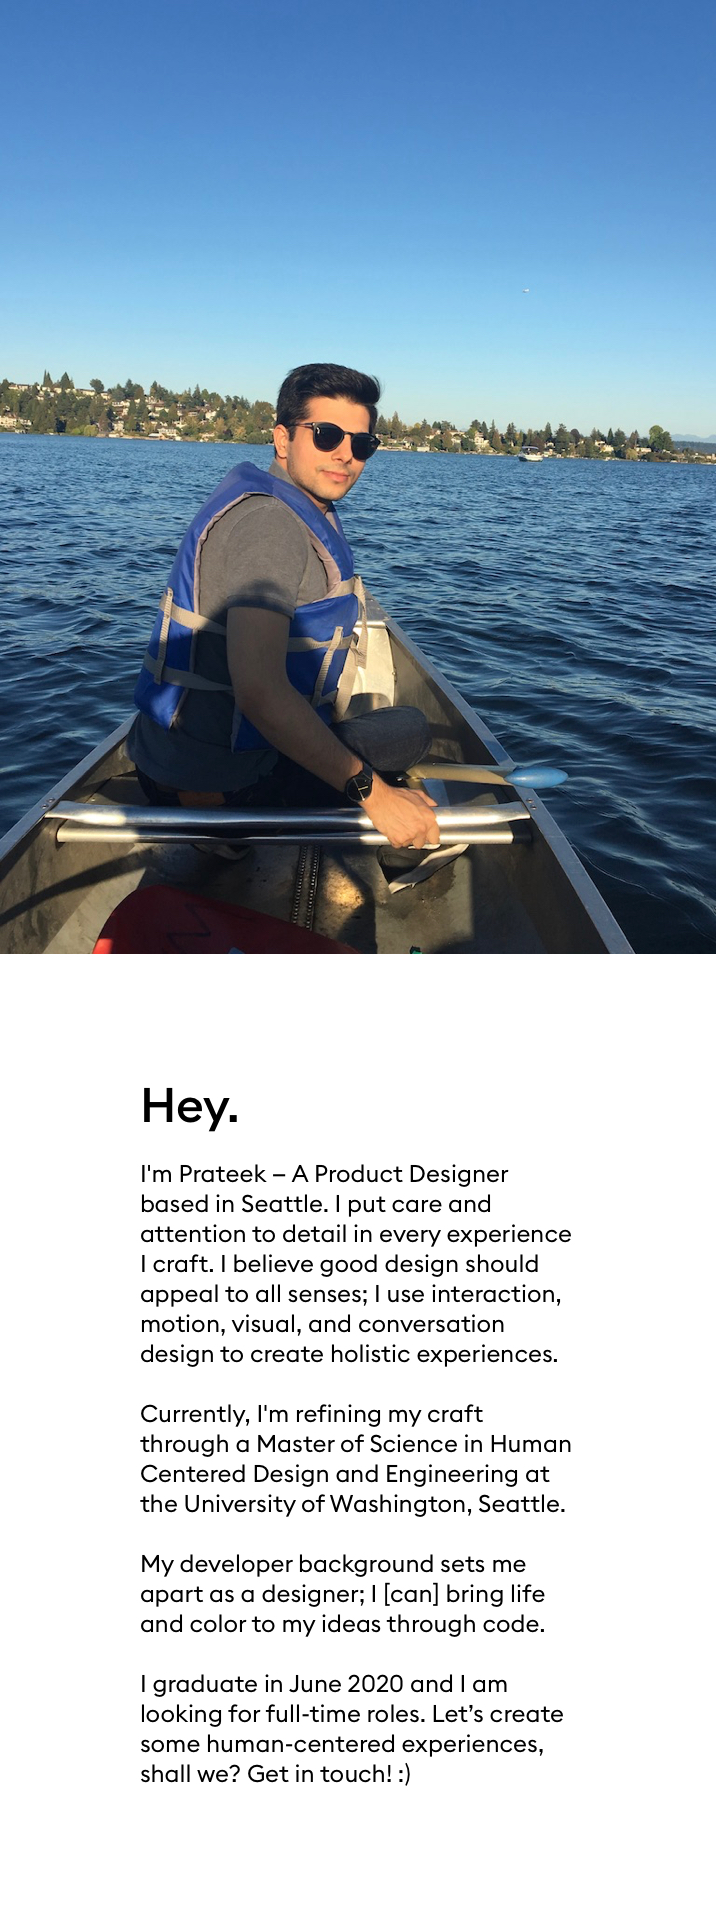 Hey.
I'm Prateek – A Product Designer
based in Seattle. I put care and
attention to detail in every experience
I craft. I believe good design should
appeal to all senses; I use interaction,
motion, visual, and conversation
design to create holistic experiences.
Currently, I'm refining my craft
through a Master of Science in Human
Centered Design and Engineering at
the University of Washington, Seattle.
My developer background sets me
apart as a designer; I [can] bring life
and color to my ideas through code.
I graduate in June 2020 and I am
looking for full-time roles. Let’s create
some human-centered experiences,
shall we? Get in touch! :)